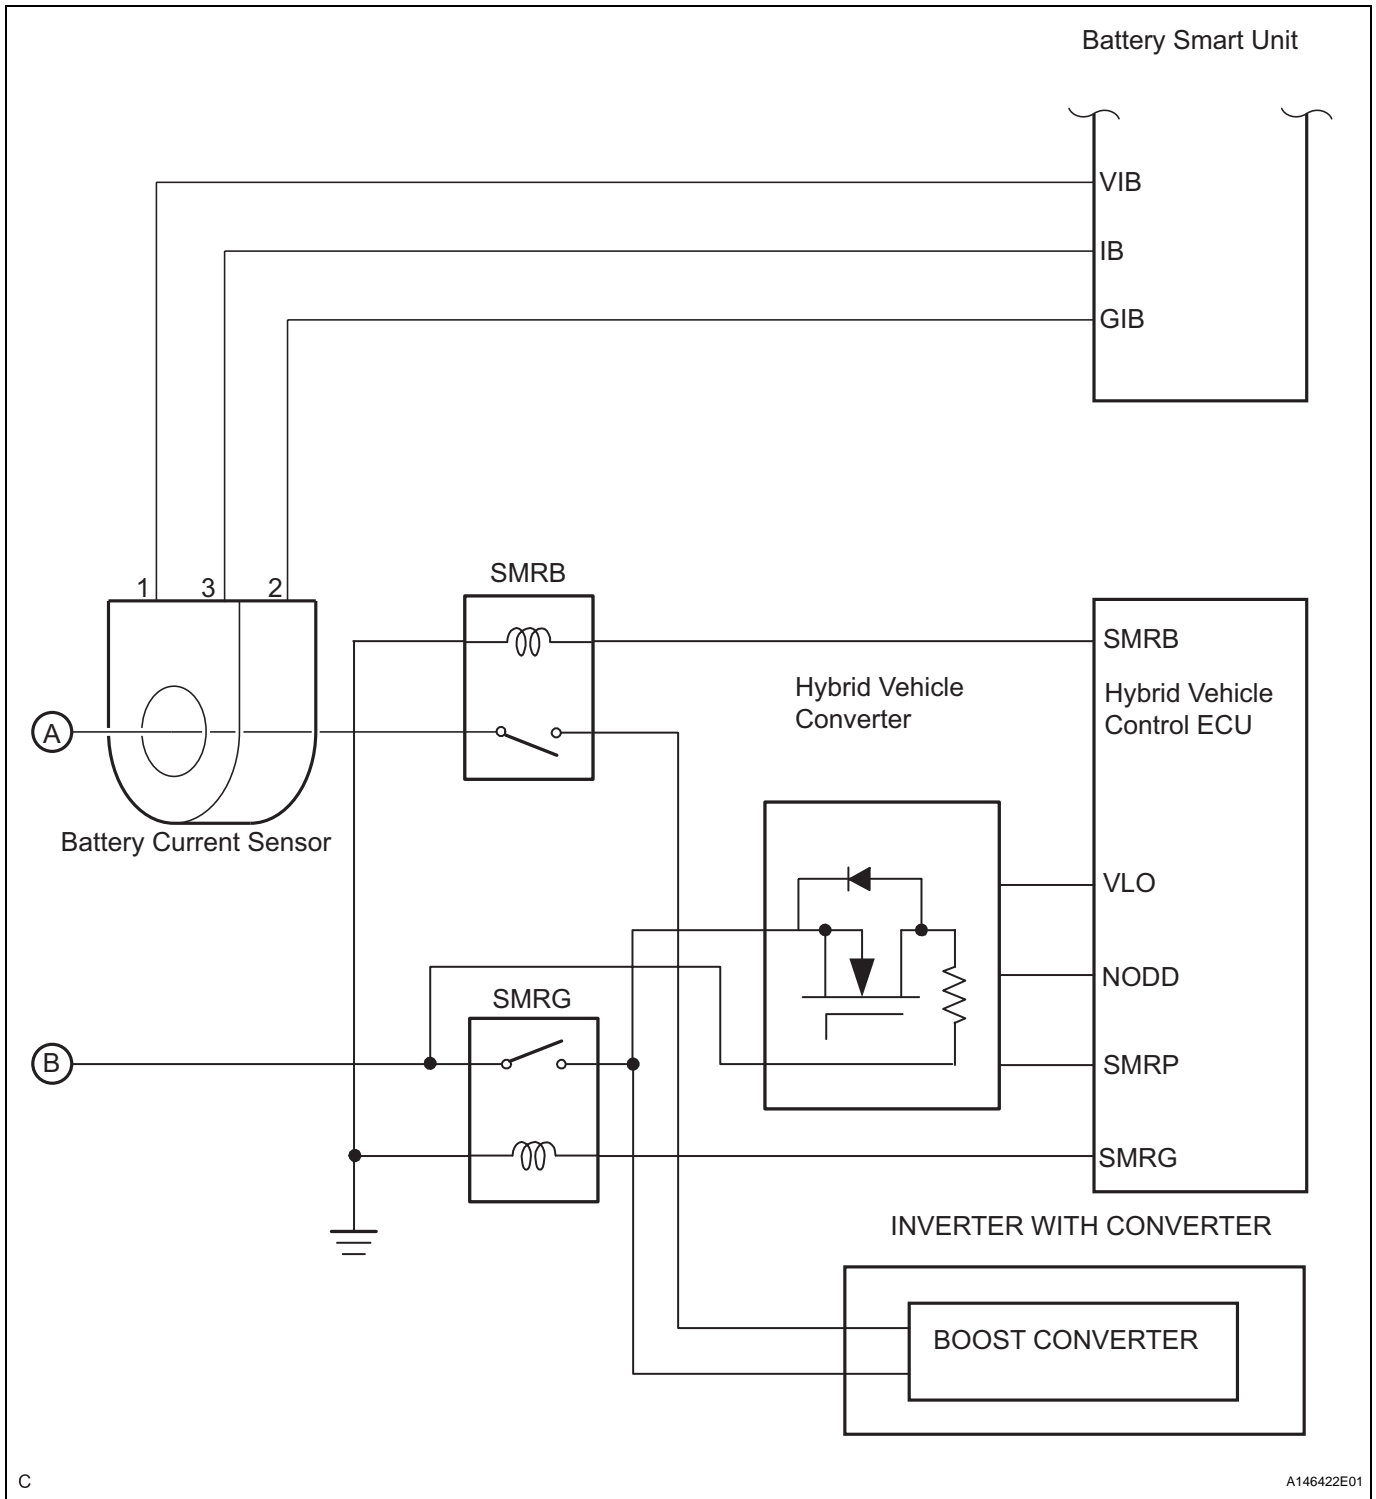 Battery Smart Unit
VIB
IB
GIB
1 3 2
SMRB
SMRB
Hybrid Vehicle
Converter
Hybrid Vehicle
Control ECU
A
Battery Current Sensor
VLO
NODD
SMRG
B
SMRP
SMRG
INVERTER WITH CONVERTER
BOOST CONVERTER
C
A146422E01